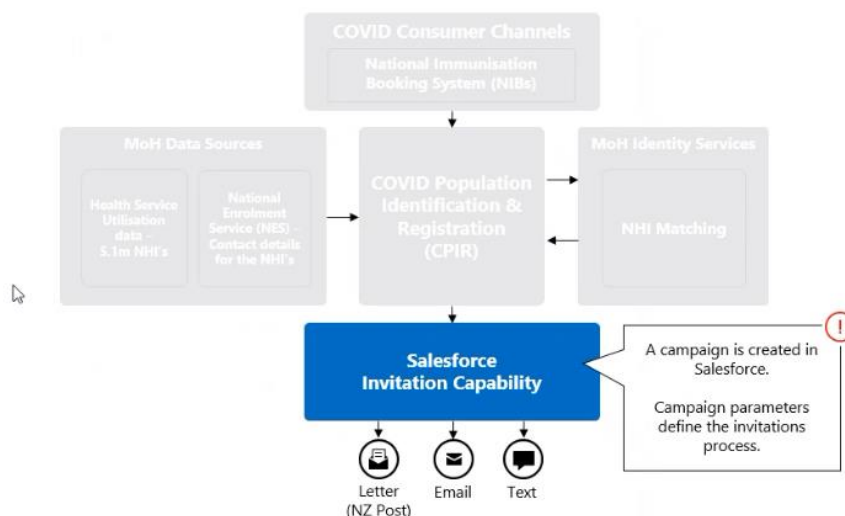 COVID Consumer Channels
National Immunisation
Booking System (NIBs)
MoH Data Sources
Health Service
Utilisation
data –
5.1m NHI's
National
Enrolment
Service (NES) –
Contact details
for the NHI's
COVID Population
Identification &
Registration
(CPIR)
MoH Identity Services
NHI Matching
Salesforce
Invitation Capability
!
A campaign is created in
Salesforce.
Campaign parameters
define the invitations
process.
Letter
(NZ Post)
Email
Text